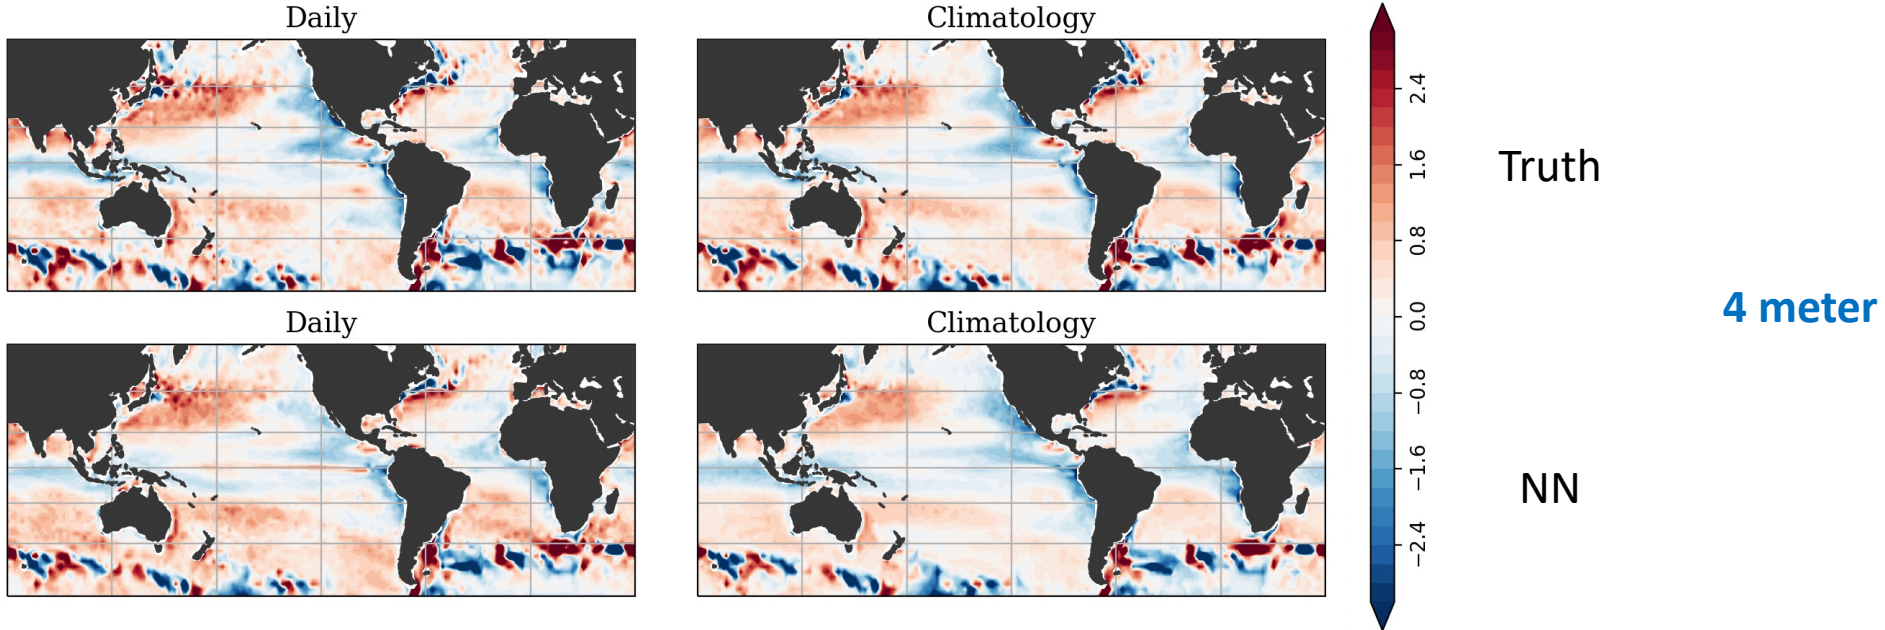 Daily
Climatology
Truth
4 meter
Daily
Climatology
NN
2.4
1.6
0.8
0.0
−0.8
−1.6
−2.4